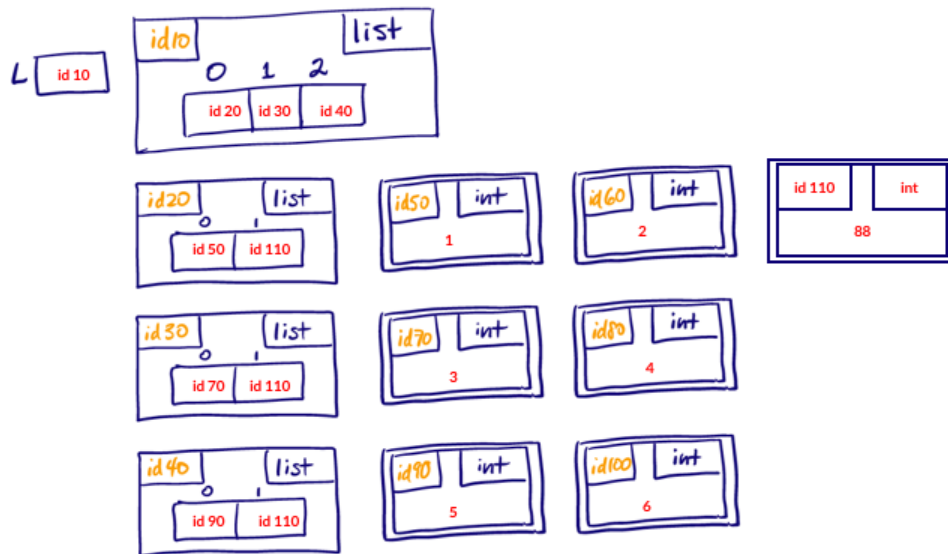 id10 list
L id 10
0 1 2
id 20 id 30 id 40
id20 list
0 1
id 50 id 110
id50 int
1
id60 int
2
id 110 int
88
id30 list
0 1
id 70 id 110
id70 int
3
id80 int
4
id40 list
0 1
id 90 id 110
id90 int
5
id100 int
6